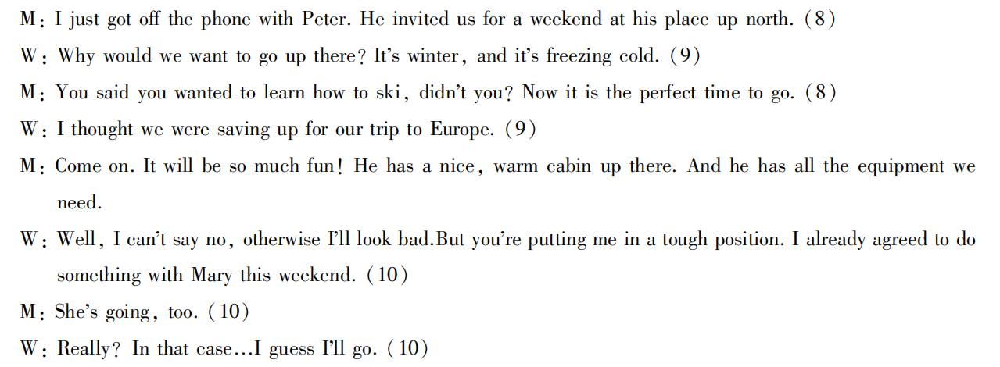 M: I just got off the phone with Peter. He invited us for a weekend at his place up north. (8)
W: Why would we want to go up there? It's winter, and it's freezing cold. (9)
M: You said you wanted to learn how to ski, didn't you? Now it is the perfect time to go. (8)
W: I thought we were saving up for our trip to Europe. (9)
M: Come on. It will be so much fun! He has a nice, warm cabin up there. And he has all the equipment we
need.
W: Well, I can't say no, otherwise I'll look bad.But you're putting me in a tough position. I already agreed to do
something with Mary this weekend. (10)
M: She's going, too. (10)
W: Really? In that case...I guess I'll go. (10)